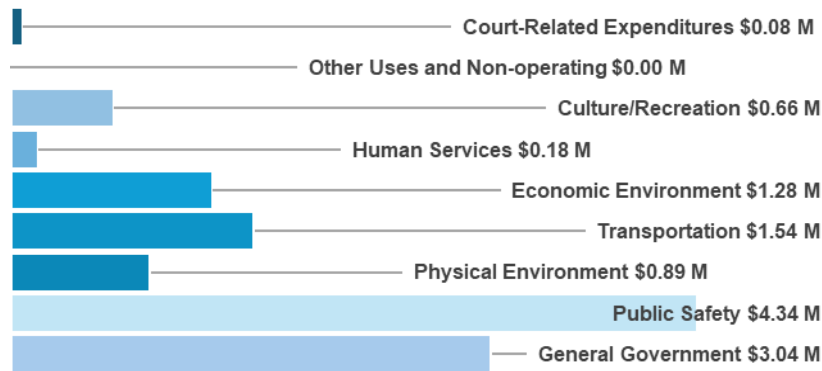 Court-Related Expenditures $0.08 M
Other Uses and Non-operating $0.00 M
Culture/Recreation $0.66 M
Human Services $0.18 M
Economic Environment $1.28 M
Transportation $1.54 M
Physical Environment $0.89 M
Public Safety $4.34 M
General Government $3.04 M